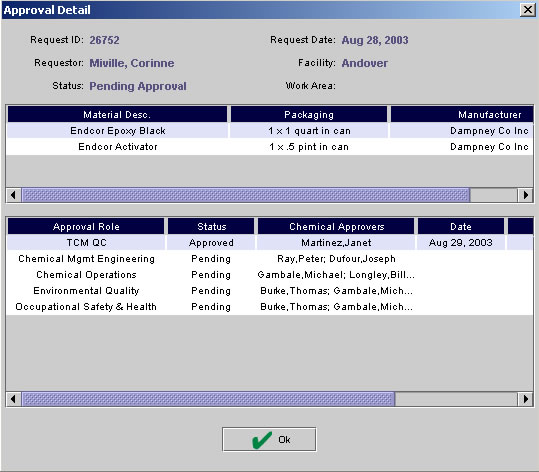 Approval Detail
Request ID: 26752 Request Date: Aug 28, 2003
Requestor: Miville, Corinne Facility: Andover
Status: Pending Approval Work Area:
Material Desc. Packaging Manufacturer
Endcor Epoxy Black 1 x 1 quart in can Dampney Co Inc
Endcor Activator 1 x .5 pint in can Dampney Co Inc
Approval Role Status Chemical Approvers Date
TCM QC Approved Martinez,Janet Aug 29, 2003
Chemical Mgmt Engineering Pending Ray,Peter; Dufour,Joseph
Chemical Operations Pending Gambale,Michael; Longley,Bill...
Environmental Quality Pending Burke,Thomas; Gambale,Mich...
Occupational Safety & Health Pending Burke,Thomas; Gambale,Mich...
Ok